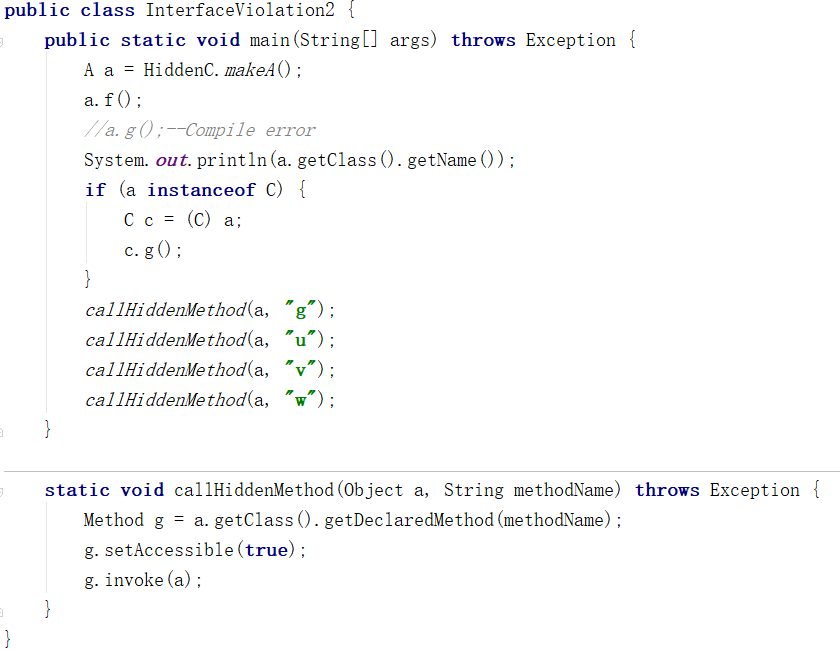 public class InterfaceViolation2 {
    public static void main(String[] args) throws Exception {
        A a = HiddenC.makeA();
        a.f();
        //a.g();--Compile error
        System.out.println(a.getClass().getName());
        if (a instanceof C) {
            C c = (C) a;
            c.g();
        }
        callHiddenMethod(a, "g");
        callHiddenMethod(a, "u");
        callHiddenMethod(a, "v");
        callHiddenMethod(a, "w");
    }
    static void callHiddenMethod(Object a, String methodName) throws Exception {
        Method g = a.getClass().getDeclaredMethod(methodName);
        g.setAccessible(true);
        g.invoke(a);
    }
}